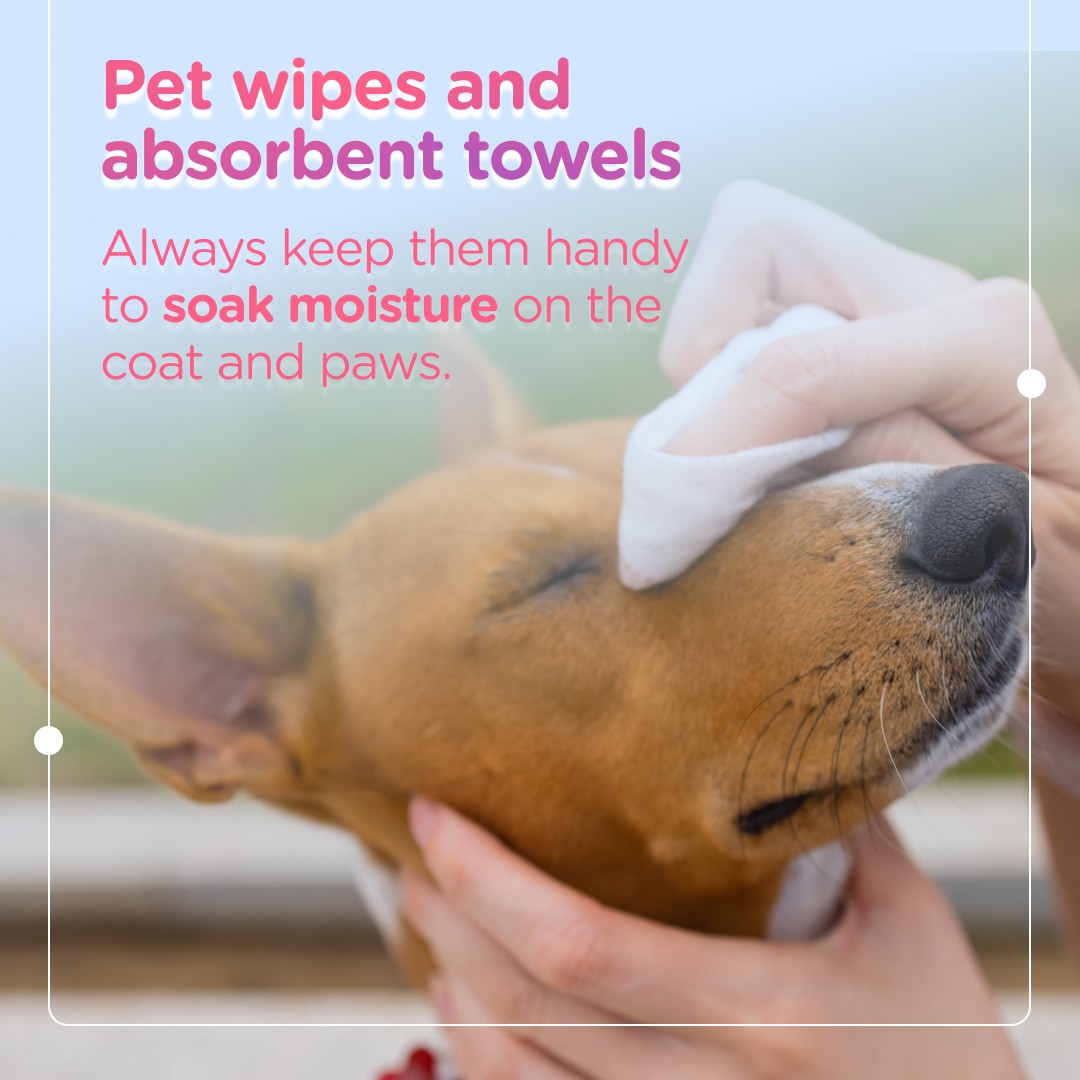 Pet wipes and
absorbent towels
Always keep them handy
to soak moisture on the
coat and paws.